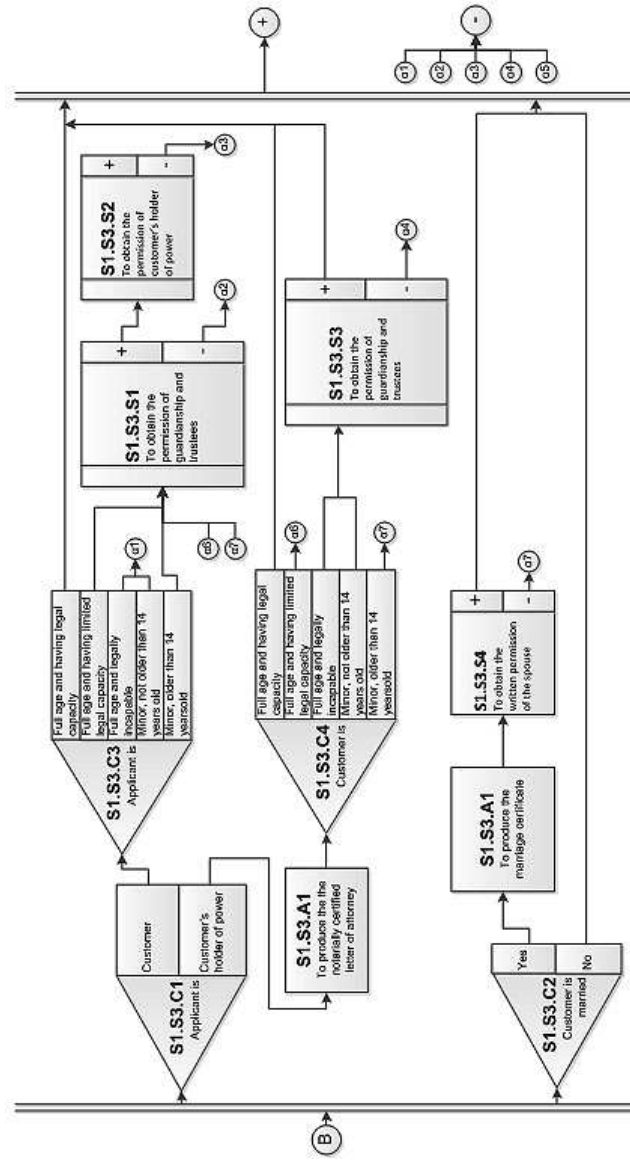 B
S1.S3.C1
Applicant is
Customer
Customer's
holder of power
S1.S3.C3
Applicant is
Full age and having legal
capacity
Full age and having limited
legal capacity
Full age and legally
incapable
Minor, not older than 14
years old
Minor, older than 14
yearsold
α1
α6
α7
S1.S3.S1
To obtain the
permission of
guardianship and
trustees
+
-
α2
S1.S3.S2
To obtain the
permission of
customer's holder
of power
+
-
α3
S1.S3.A1
To produce the the
notarially certified
letter of attorney
S1.S3.C4
Customer is
Full age and having legal
capacity
Full age and having limited
legal capacity
Full age and legally
incapable
Minor, not older than 14
years old
Minor, older than 14
yearsold
α6
α7
S1.S3.S3
To obtain the
permission of
guardianship and
trustees
+
-
α4
S1.S3.C2
Customer is
married
Yes
No
S1.S3.A1
To produce the
marriage certificate
S1.S3.S4
To obtain the
written permission
of the spouse
+
-
α7
+
α1
α2
α3
α4
α5
-